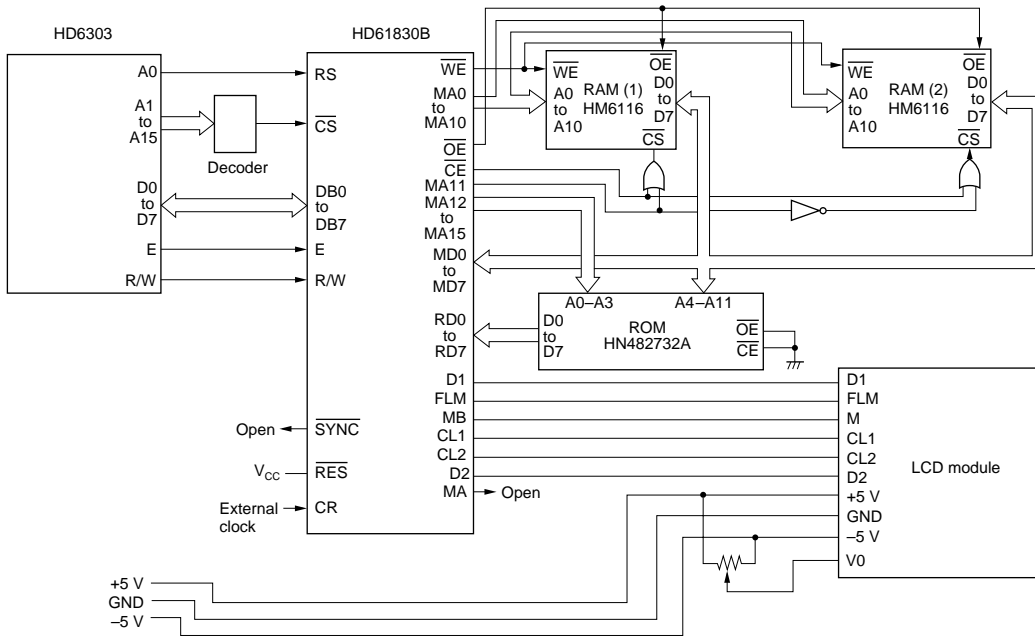 HD6303
HD61830B
A0
A1
to
A15
Decoder
D0
to
D7
E
R/W
RS
CS
DB0
to
DB7
E
R/W
Open
SYNC
VCC
RES
External
clock
CR
WE
MA0
to
MA10
OE
CE
MA11
MA12
to
MA15
MD0
to
MD7
RD0
to
RD7
D1
FLM
MB
CL1
CL2
D2
MA
Open
WE
A0
to
A10
RAM (1)
HM6116
OE
D0
to
D7
CS
WE
A0
to
A10
RAM (2)
HM6116
OE
D0
to
D7
CS
A0–A3
A4–A11
D0
to
D7
ROM
HN482732A
OE
CE
D1
FLM
M
CL1
CL2
D2
+5 V
GND
–5 V
V0
LCD module
+5 V
GND
–5 V